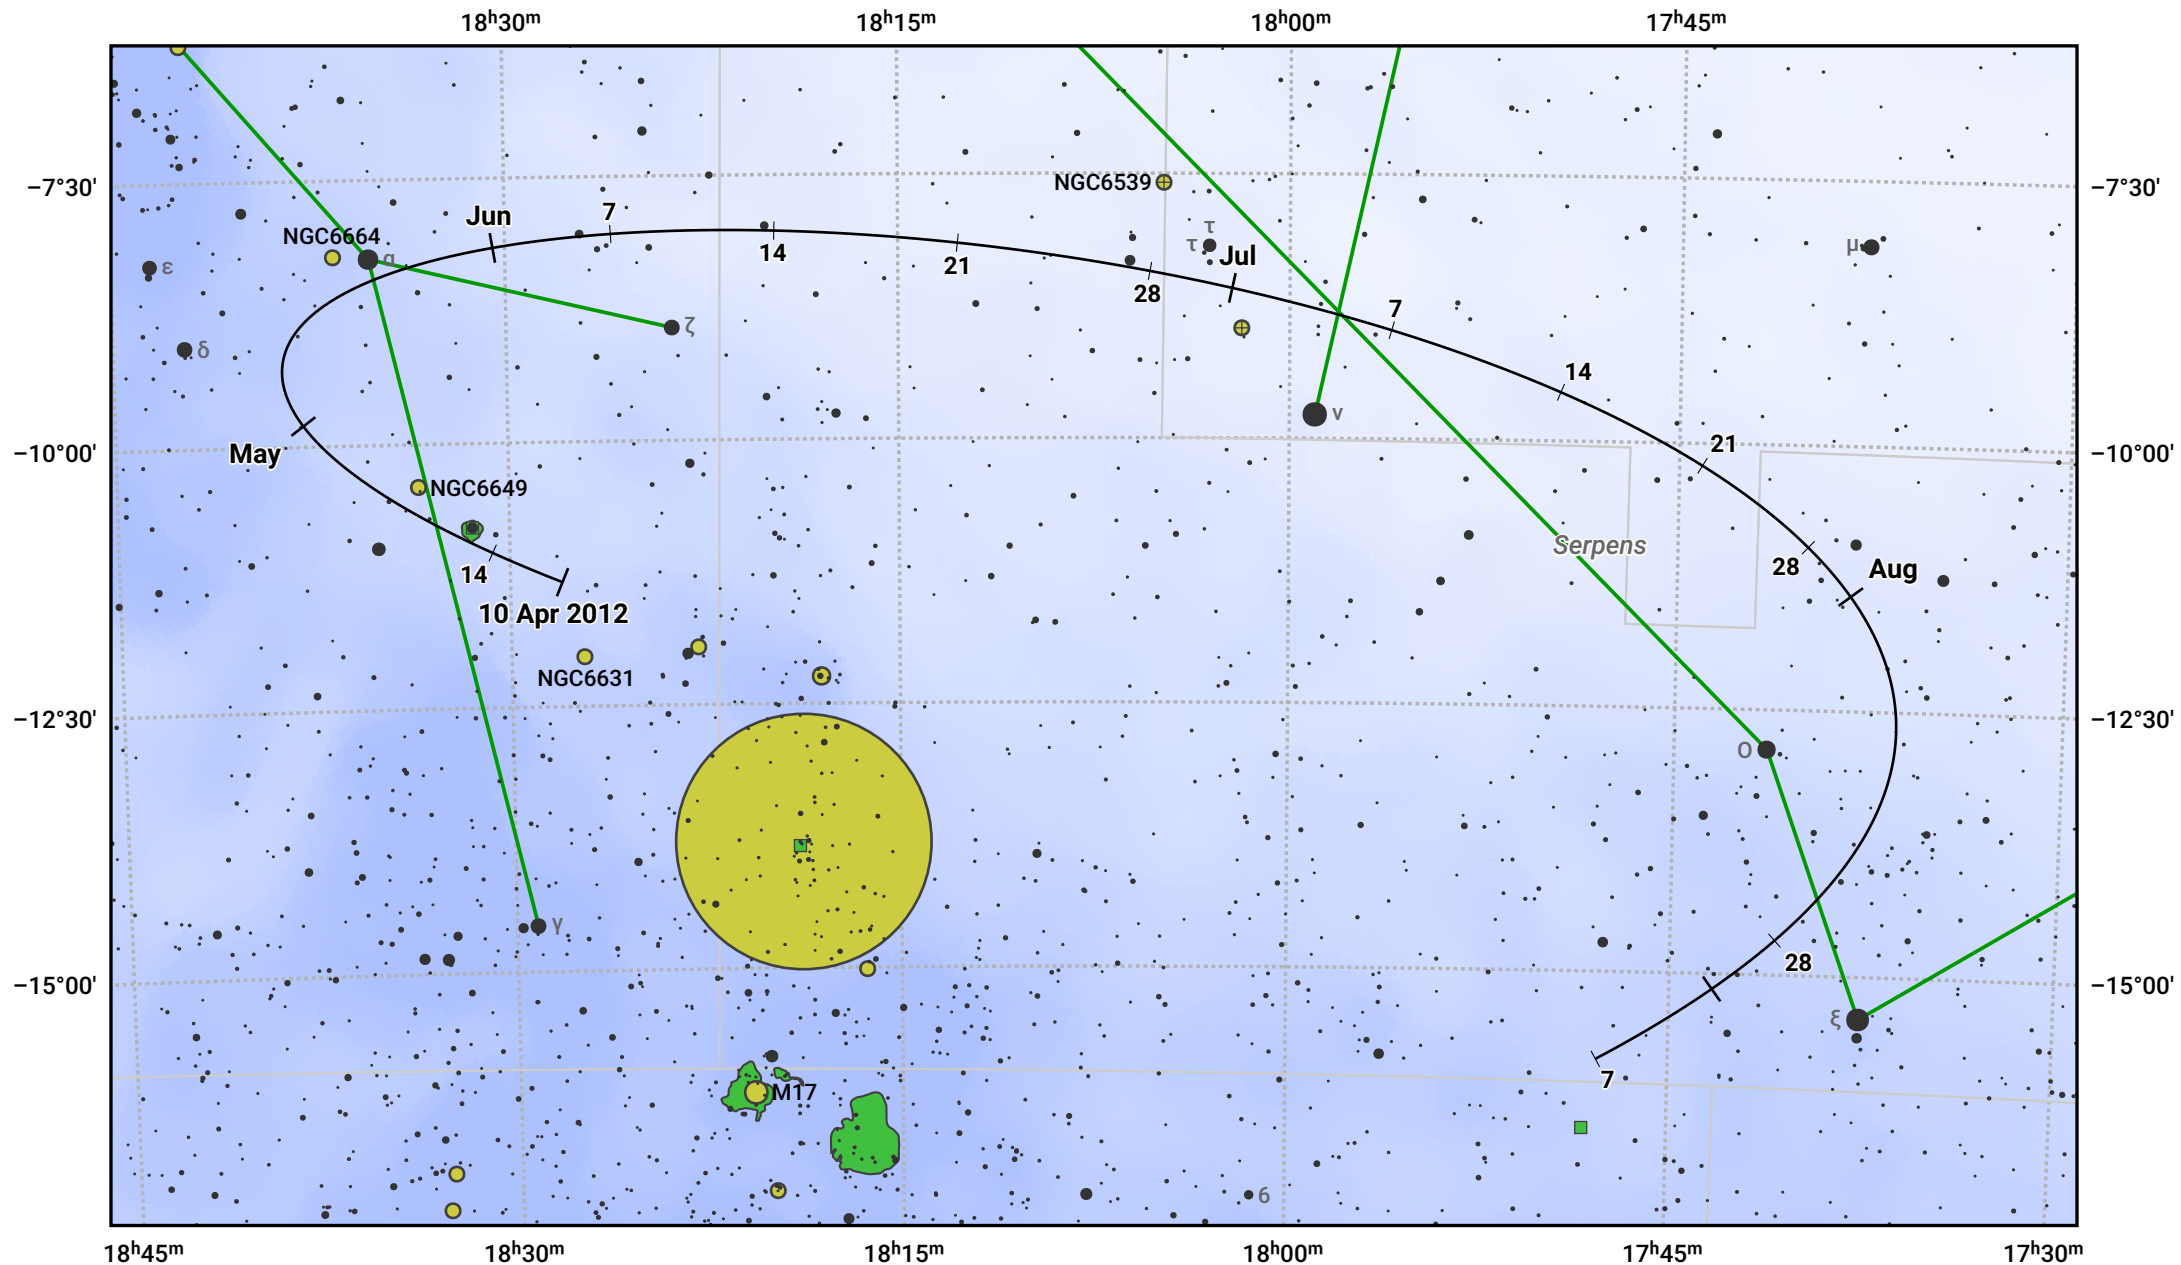 18ʰ30ᵐ 18ʰ15ᵐ 18ʰ00ᵐ 17ʰ45ᵐ
−7°30' −7°30'
NGC6539
Jun 7
τ
NGC6664
τ
μ
α
14
21
Jul
ε
28
7
ζ
δ
14
ν
21
May
−10°00' −10°00'
NGC6649
Serpens
14
28
Aug
10 Apr 2012
NGC6631
−12°30' −12°30'
ο
γ
28
−15°00' −15°00'
ξ
7
M17
6
18ʰ45ᵐ 18ʰ30ᵐ 18ʰ15ᵐ 18ʰ00ᵐ 17ʰ45ᵐ 17ʰ30ᵐ